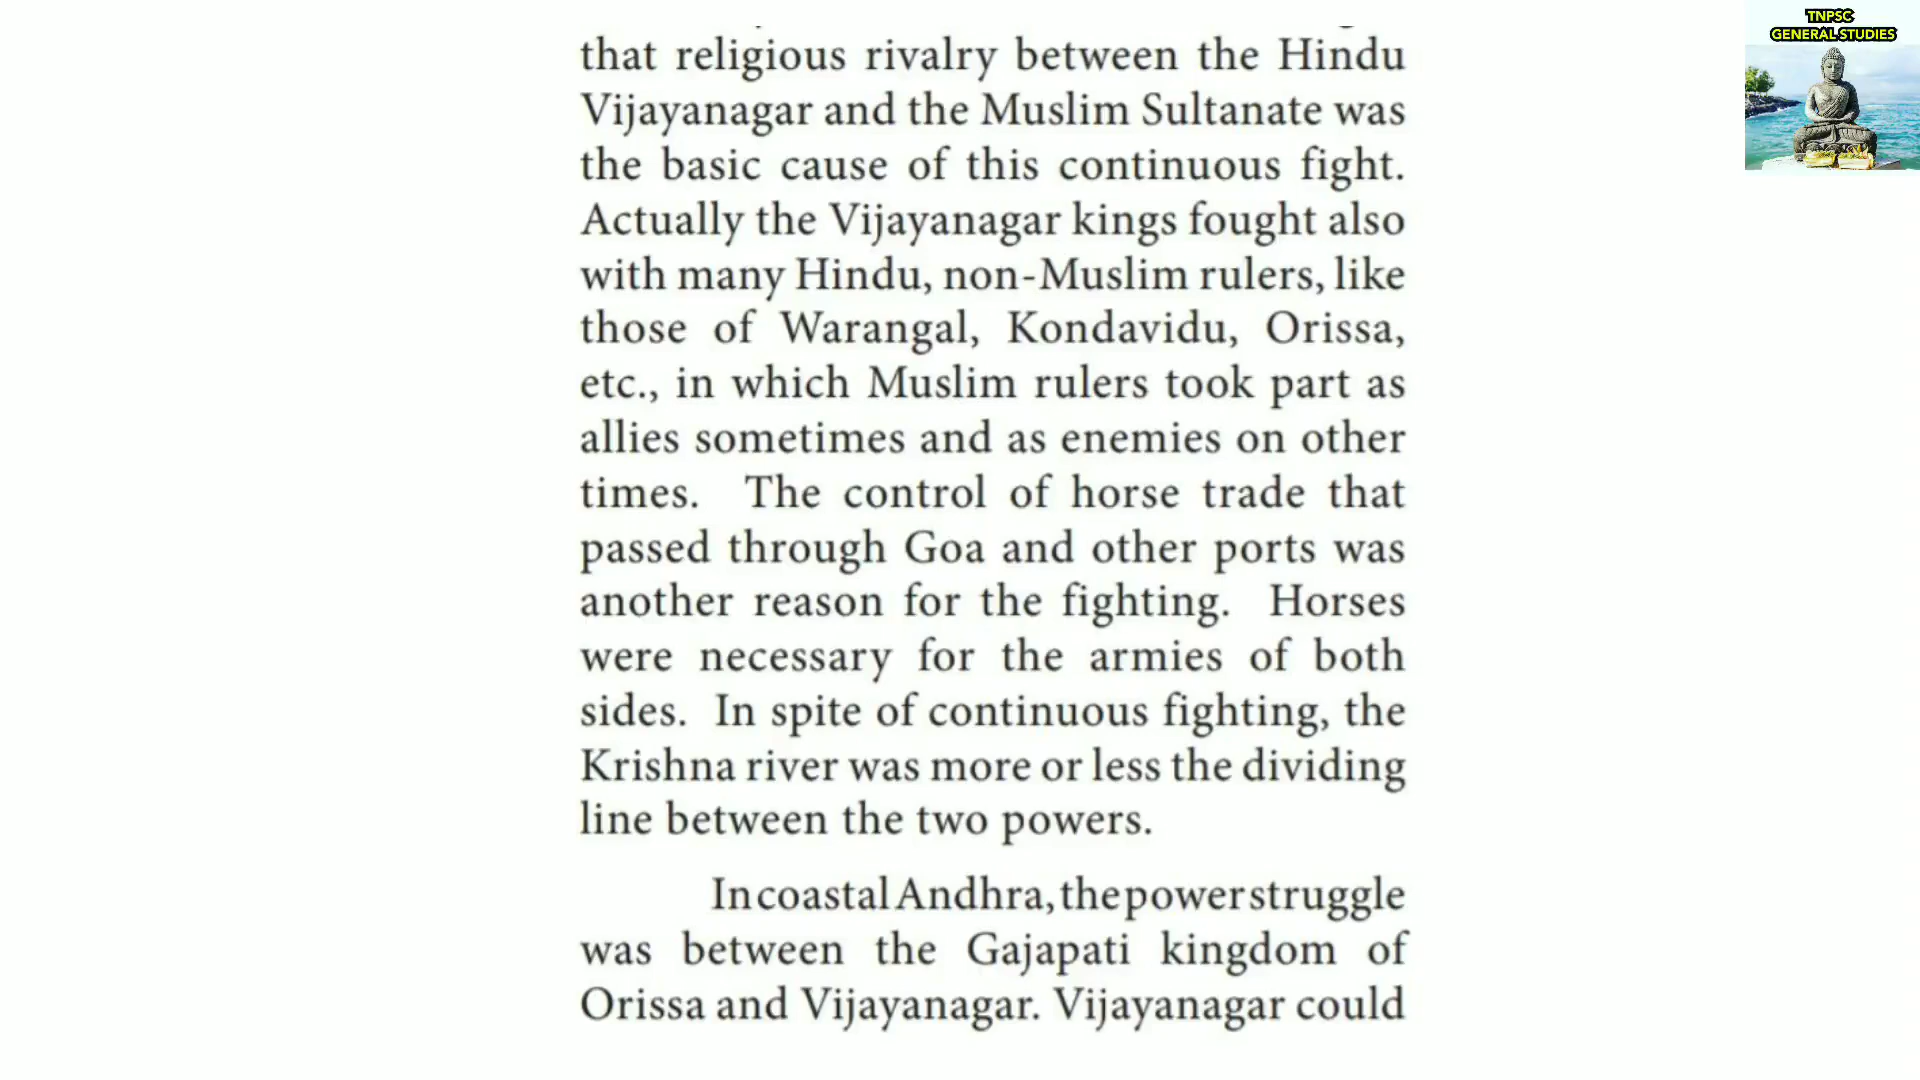 that religious rivalry between the Hindu
Vijayanagar and the Muslim Sultanate was
the basic cause of this continuous fight.
Actually the Vijayanagar kings fought also
with many Hindu, non-Muslim rulers, like
those of Warangal, Kondavidu, Orissa,
etc., in which Muslim rulers took part as
allies sometimes and as enemies on other
times. The control of horse trade that
passed through Goa and other ports was
another reason for the fighting. Horses
were necessary for the armies of both
sides. In spite of continuous fighting, the
Krishna river was more or less the dividing
line between the two powers.
In coastal Andhra, the power struggle
was between the Gajapati kingdom of
Orissa and Vijayanagar. Vijayanagar could
TNPSC
GENERAL STUDIES